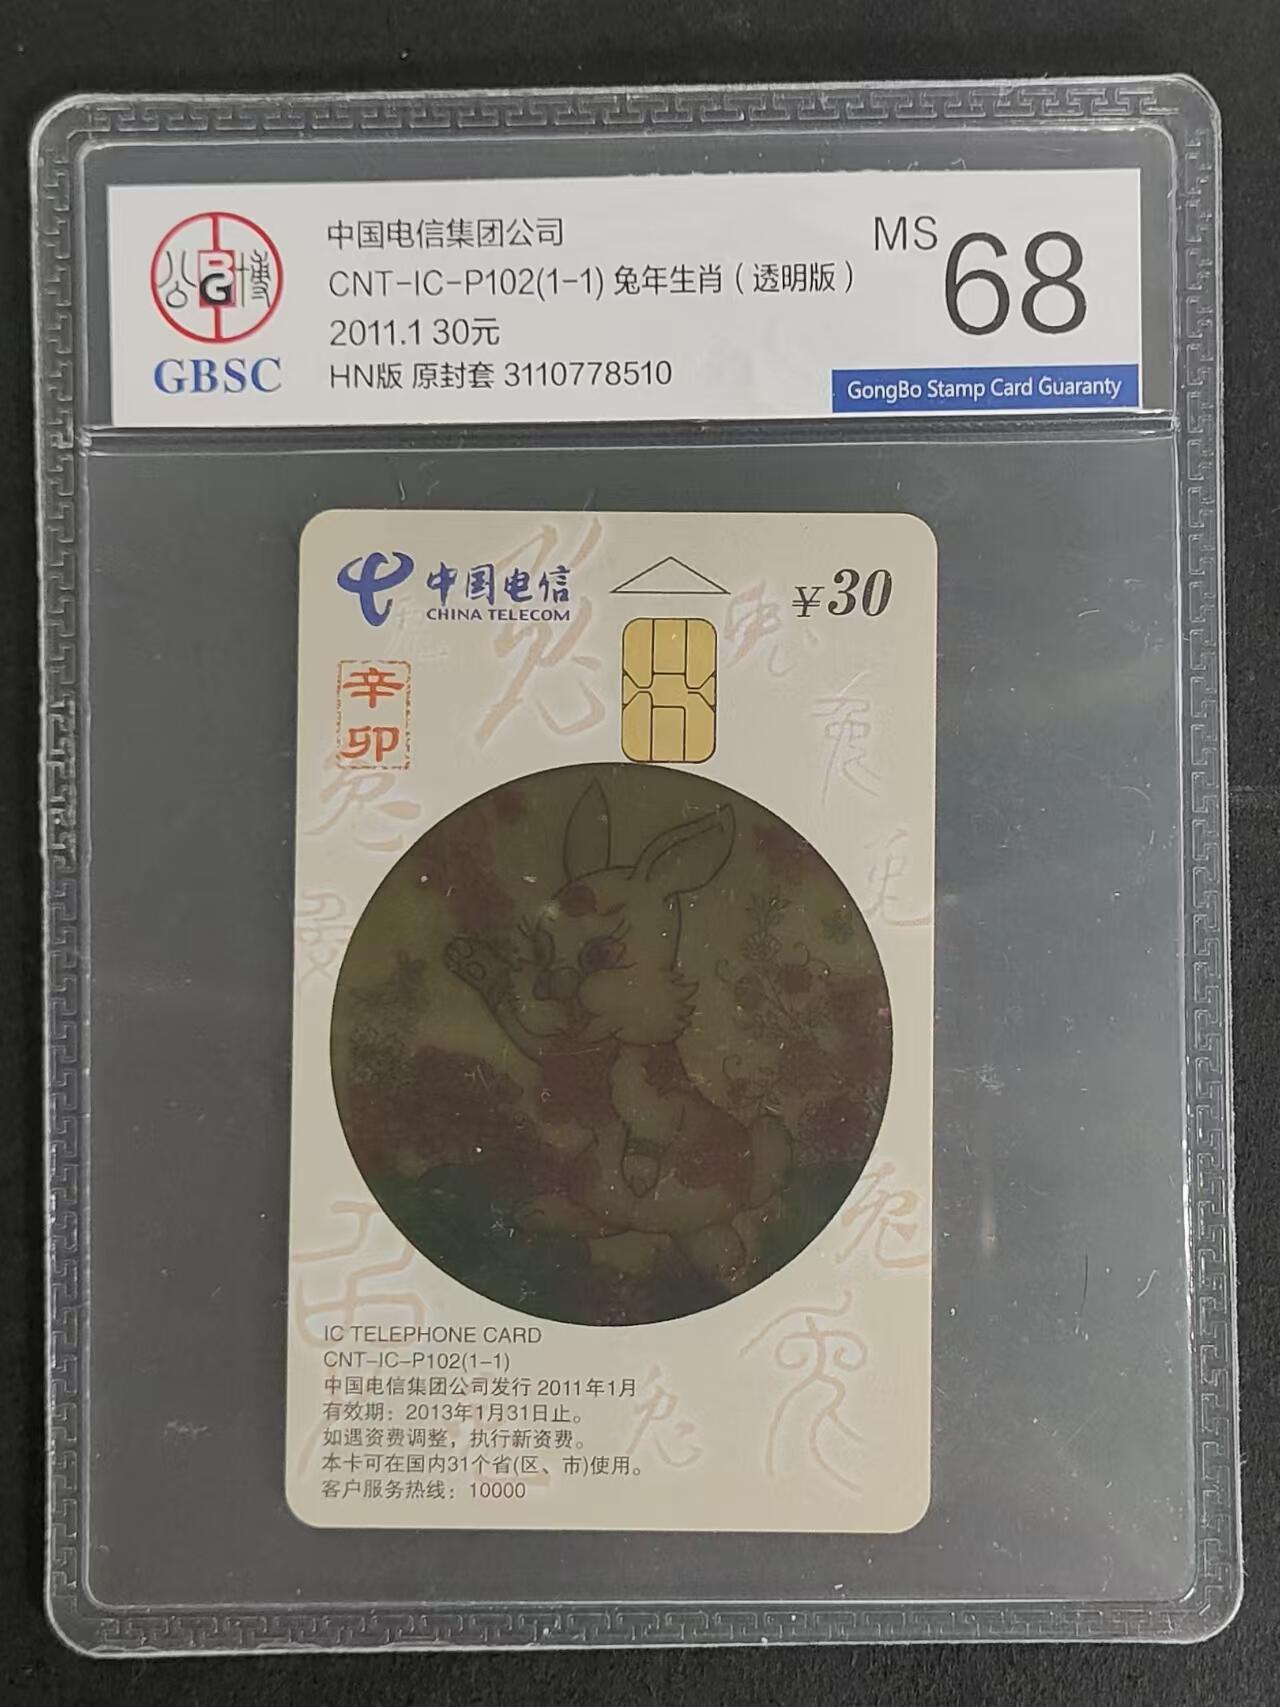 公博
BG
GBSC
中国电信集团公司
CNT-IC-P102(1-1) 兔年生肖（透明版）
2011.1 30元
HN版 原封套 3110778510
MS 68
GongBo Stamp Card Guaranty
中国电信
CHINA TELECOM
¥30
辛卯
兔
IC TELEPHONE CARD
CNT-IC-P102(1-1)
中国电信集团公司发行 2011年1月
有效期：2013年1月31日止。
如遇资费调整，执行新资费。
本卡可在国内31个省(区、市)使用。
客户服务热线：10000